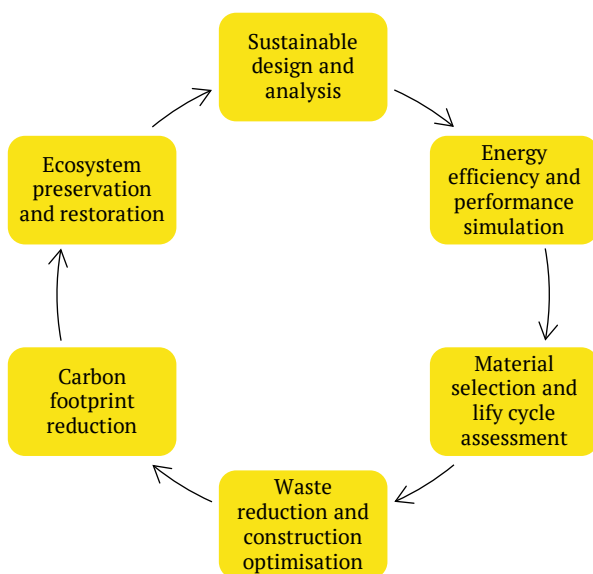 Sustainable
design and
analysis
Energy
efficiency and
performance
simulation
Material
selection and
lify cycle
assessment
Waste
reduction and
construction
optimisation
Carbon
footprint
reduction
Ecosystem
preservation
and restoration